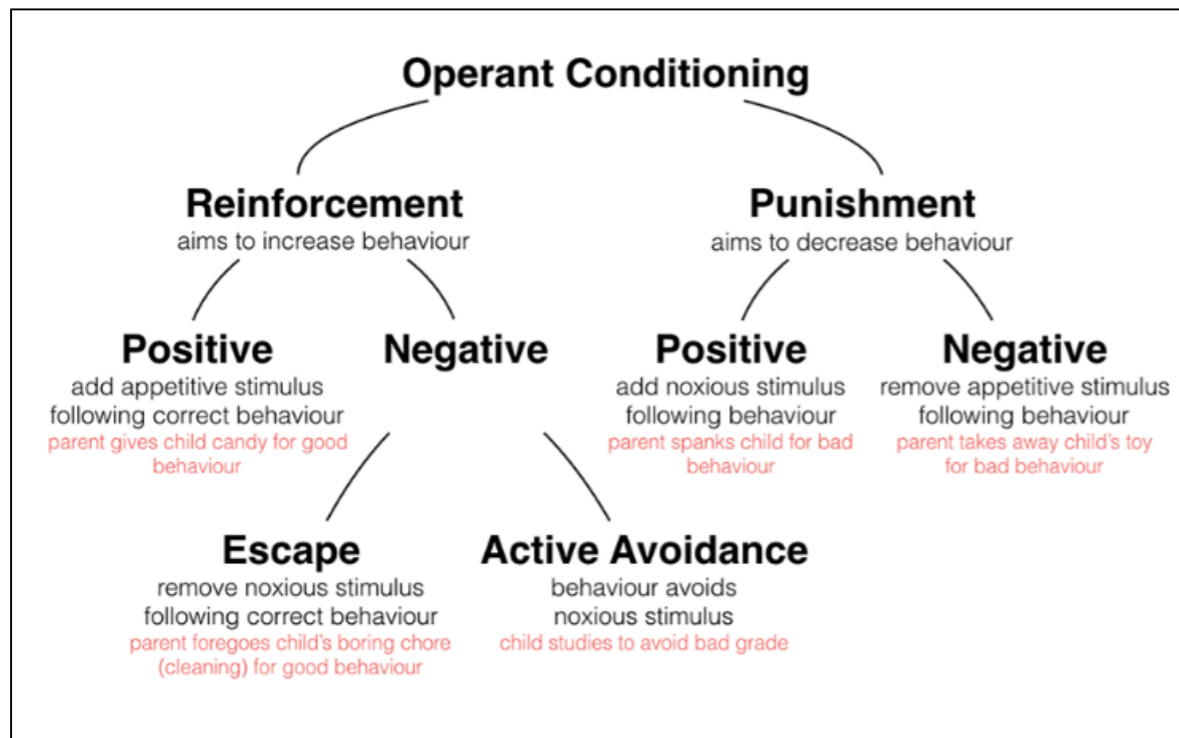 Operant Conditioning
Reinforcement
aims to increase behaviour
Punishment
aims to decrease behaviour
Positive
add appetitive stimulus
following correct behaviour
parent gives child candy for good
behaviour
Negative
Positive
add noxious stimulus
following behaviour
parent spanks child for bad
behaviour
Negative
remove appetitive stimulus
following behaviour
parent takes away child's toy
for bad behaviour
Escape
remove noxious stimulus
following correct behaviour
parent foregoes child's boring chore
(cleaning) for good behaviour
Active Avoidance
behaviour avoids
noxious stimulus
child studies to avoid bad grade